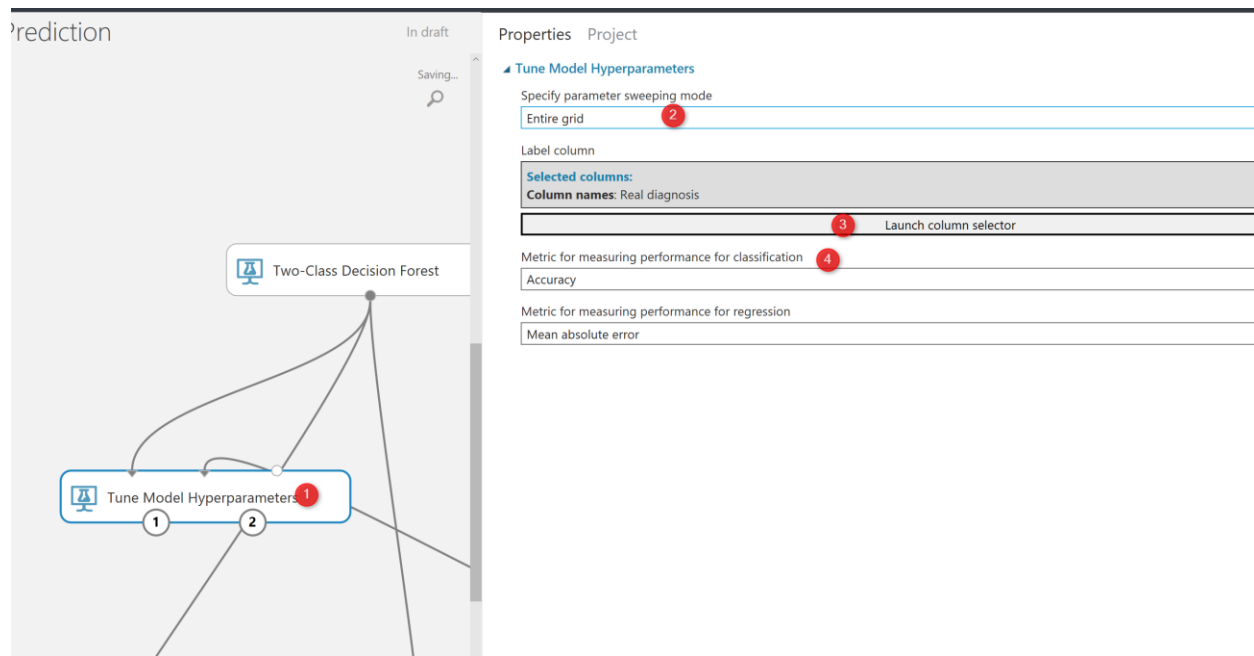 Prediction
In draft
Saving...
Two-Class Decision Forest
Tune Model Hyperparameters
1
1
2
Properties Project
Tune Model Hyperparameters
Specify parameter sweeping mode
2
Entire grid
Label column
Selected columns:
Column names: Real diagnosis
3
Launch column selector
Metric for measuring performance for classification
4
Accuracy
Metric for measuring performance for regression
Mean absolute error